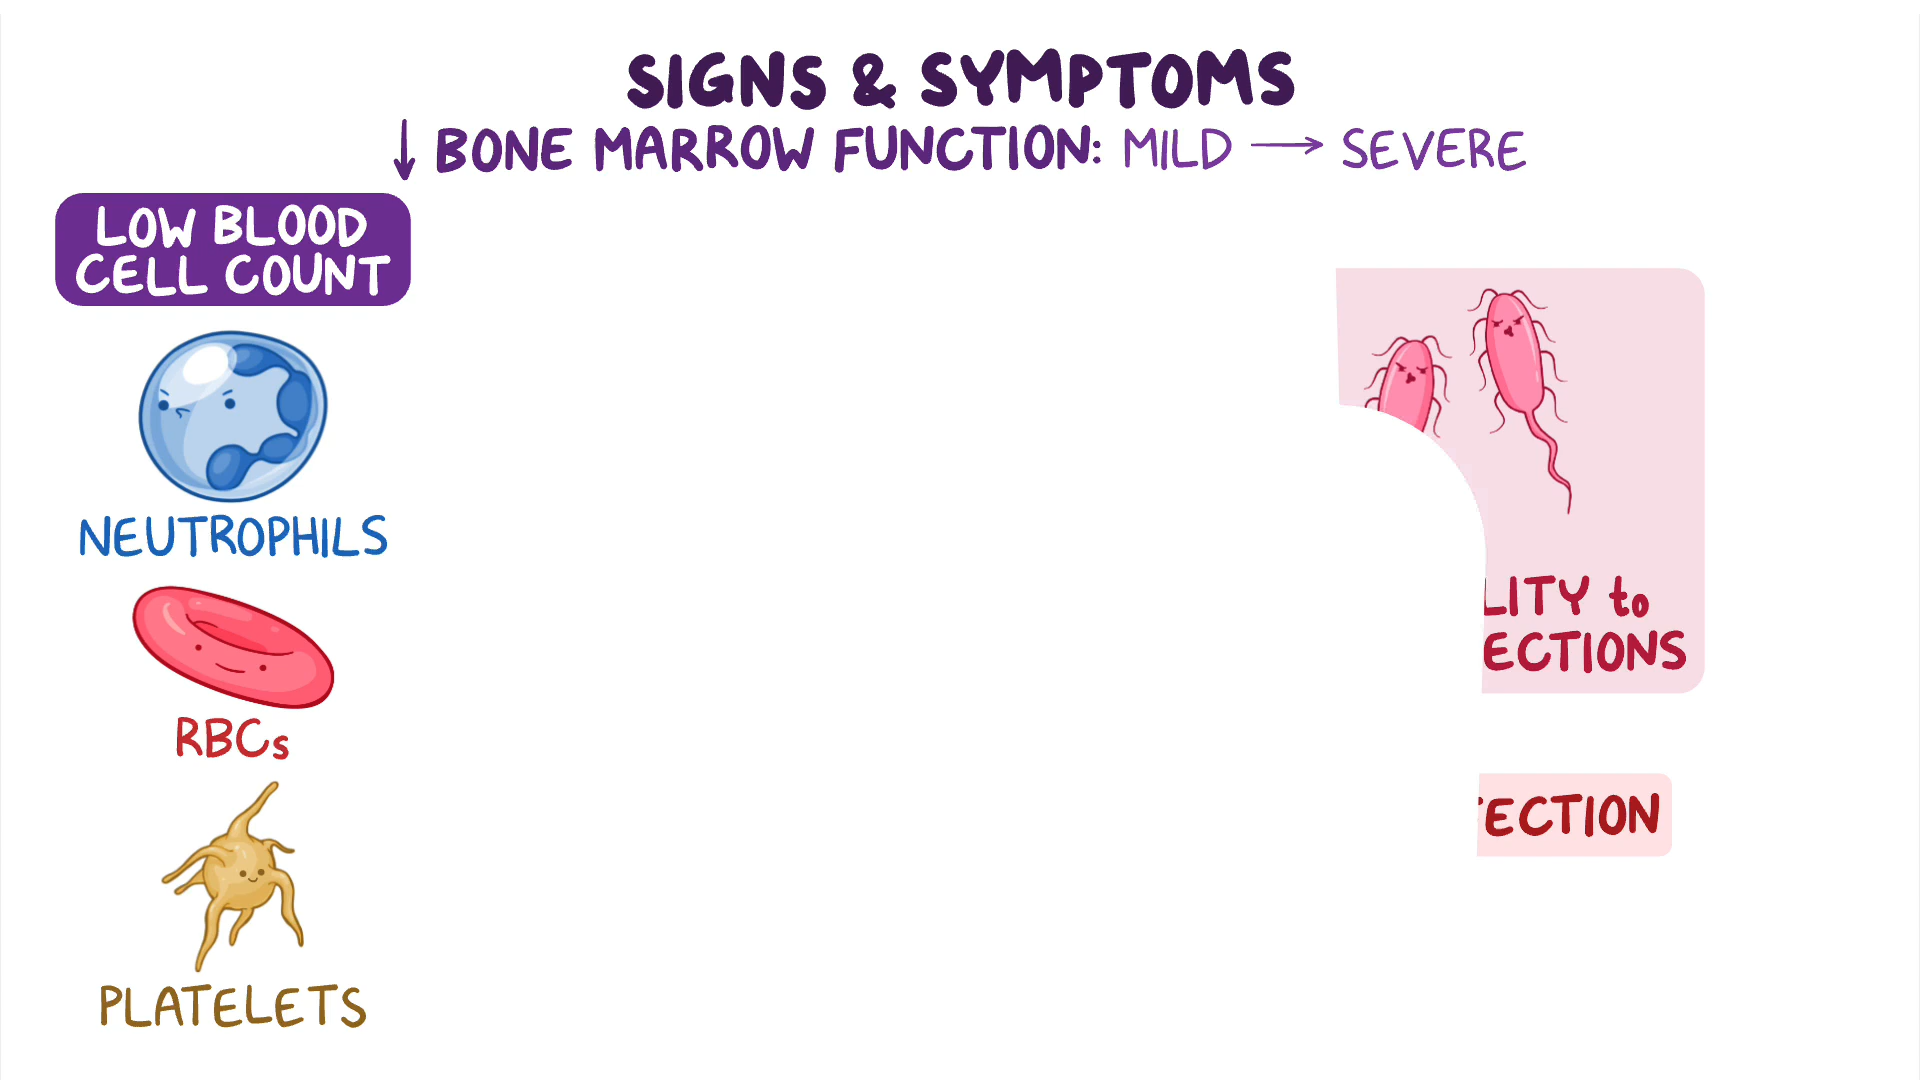 SIGNS & SYMPTOMS
↓ BONE MARROW FUNCTION: MILD → SEVERE
LOW BLOOD
CELL COUNT
NEUTROPHILS
RBCs
PLATELETS
LITY to
ECTIONS
ECTION